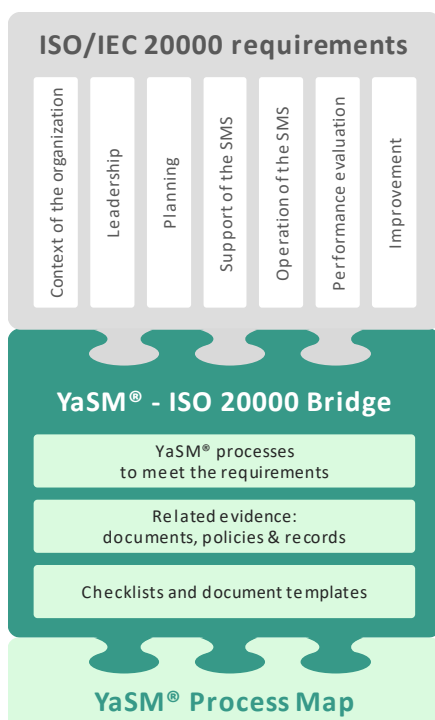 ISO/IEC 20000 requirements
Context of the organization
Leadership
Planning
Support of the SMS
Operation of the SMS
Performance evaluation
Improvement
YaSM® - ISO 20000 Bridge
YaSM® processes
to meet the requirements
Related evidence:
documents, policies & records
Checklists and document templates
YaSM® Process Map